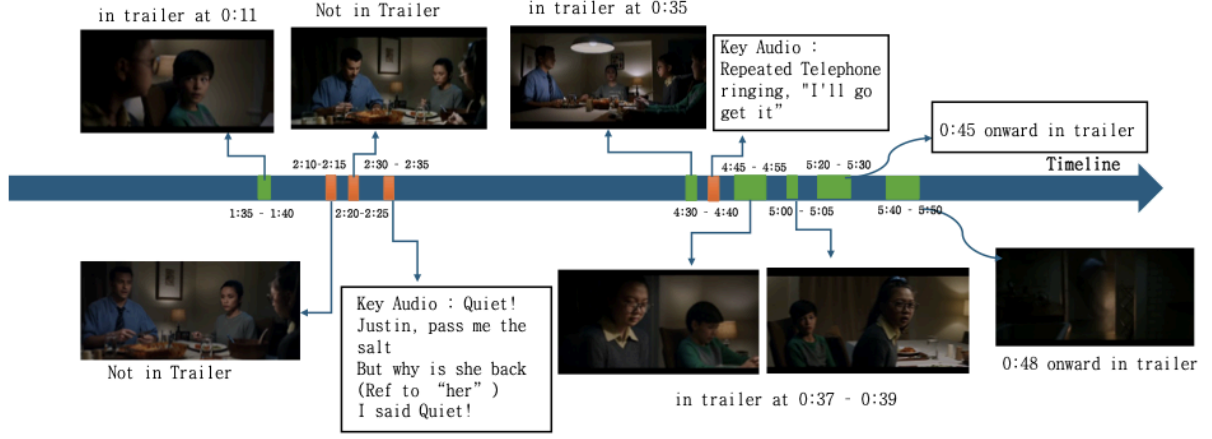 in trailer at 0:11
Not in Trailer
in trailer at 0:35
Key Audio :
Repeated Telephone
ringing, "I'll go
get it”
0:45 onward in trailer
Timeline
2:10-2:15
2:30 - 2:35
4:45 - 4:55
5:20 - 5:30
1:35 - 1:40
2:20-2:25
4:30 - 4:40
5:00 - 5:05
5:40 - 5:50
Not in Trailer
Key Audio : Quiet!
Justin, pass me the
salt
But why is she back
(Ref to “her”)
I said Quiet!
in trailer at 0:37 - 0:39
0:48 onward in trailer